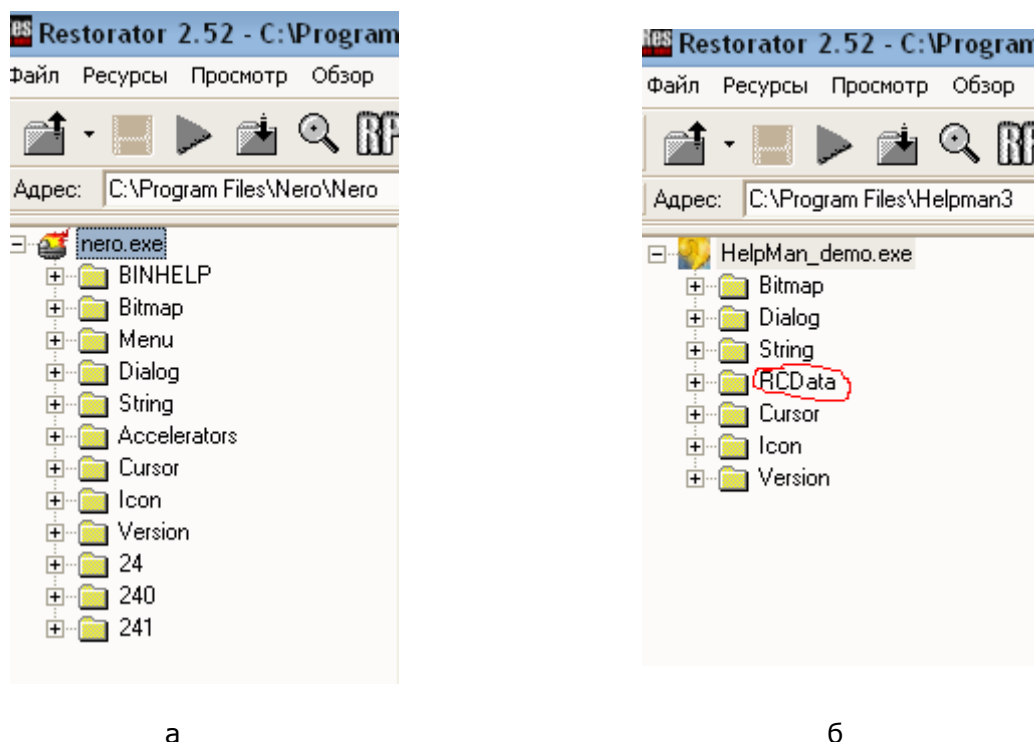 Restorator 2.52 - C:\Program
Файл Ресурсы Просмотр Обзор
Адрес: C:\Program Files\Nero\Nero
nero.exe
BINHELP
Bitmap
Menu
Dialog
String
Accelerators
Cursor
Icon
Version
24
240
241
а
Restorator 2.52 - C:\Program
Файл Ресурсы Просмотр Обзор
Адрес: C:\Program Files\Helpman3
HelpMan_demo.exe
Bitmap
Dialog
String
RCData
Cursor
Icon
Version
б